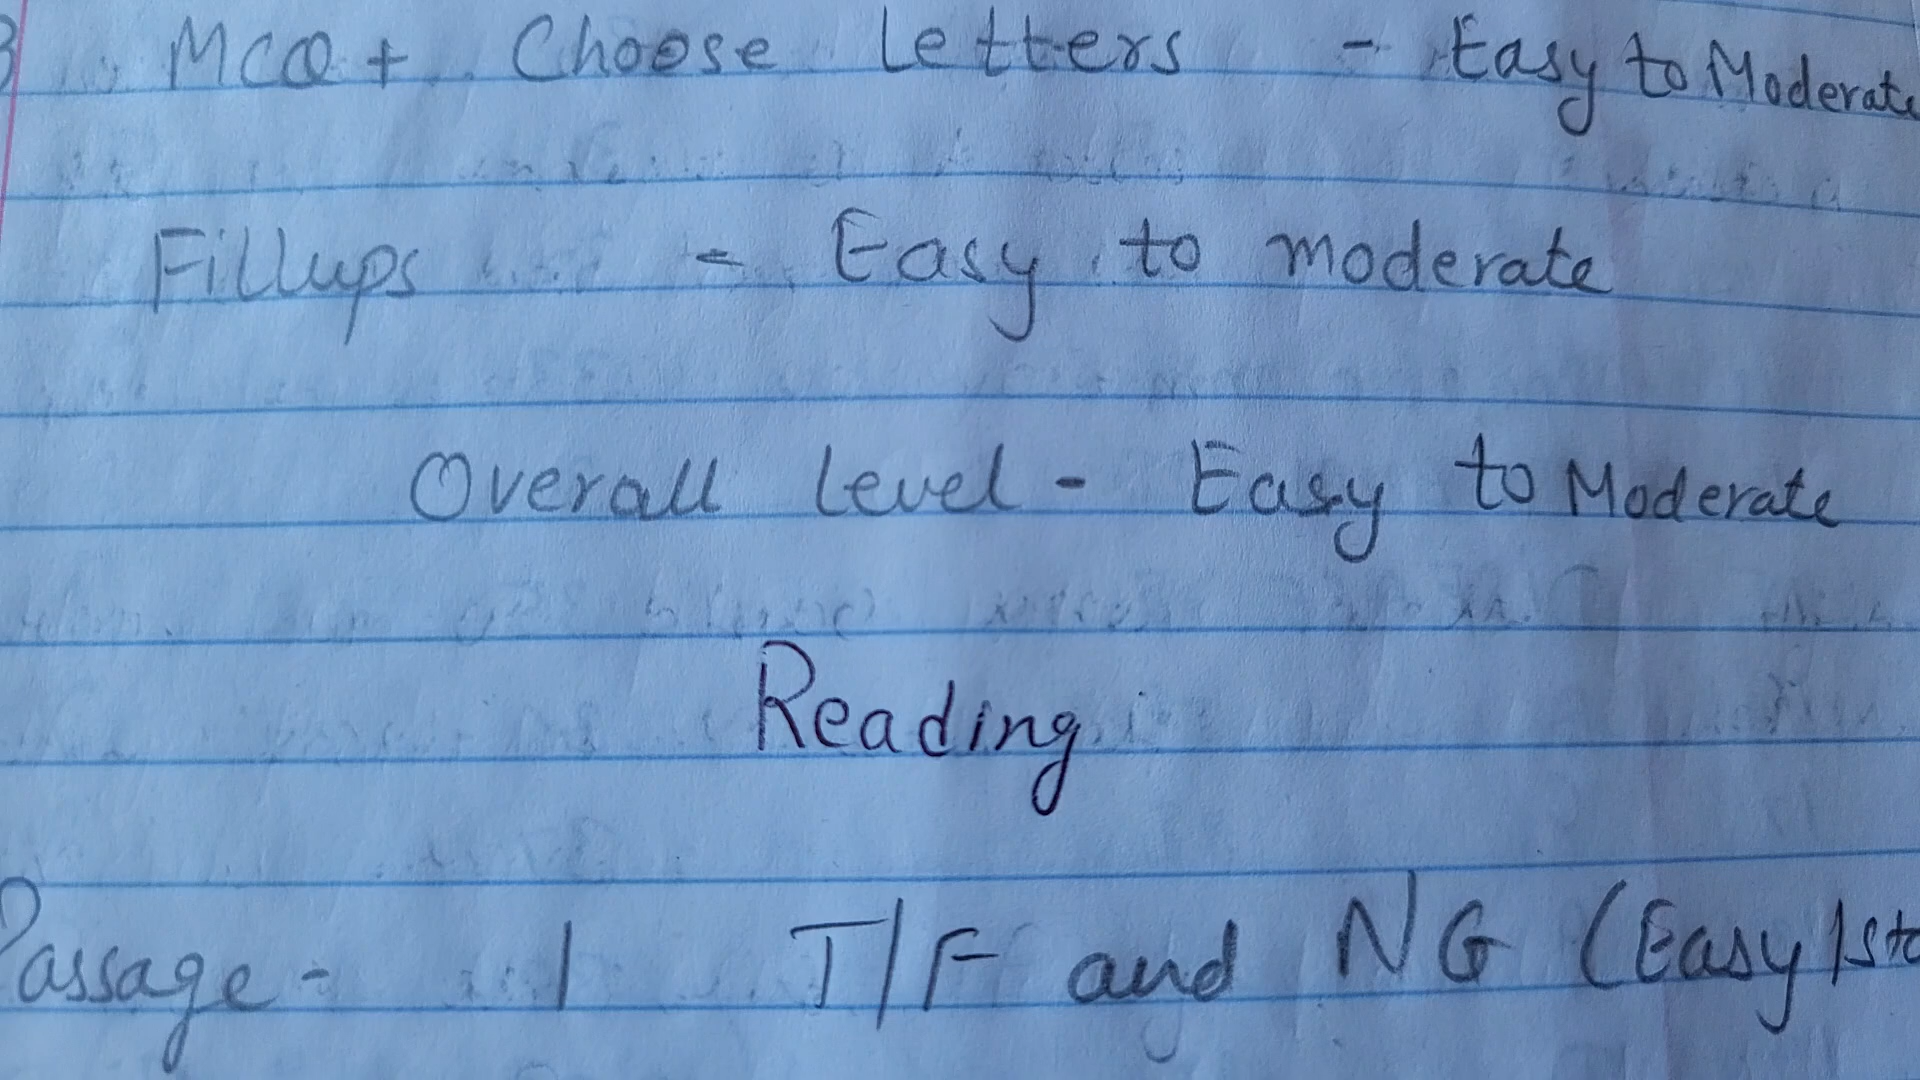 3 MCQ + Choose letters - Easy to Moderate
Fillups - Easy to moderate
Overall level - Easy to Moderate
Reading
Passage - 1 T/F and NG (Easy